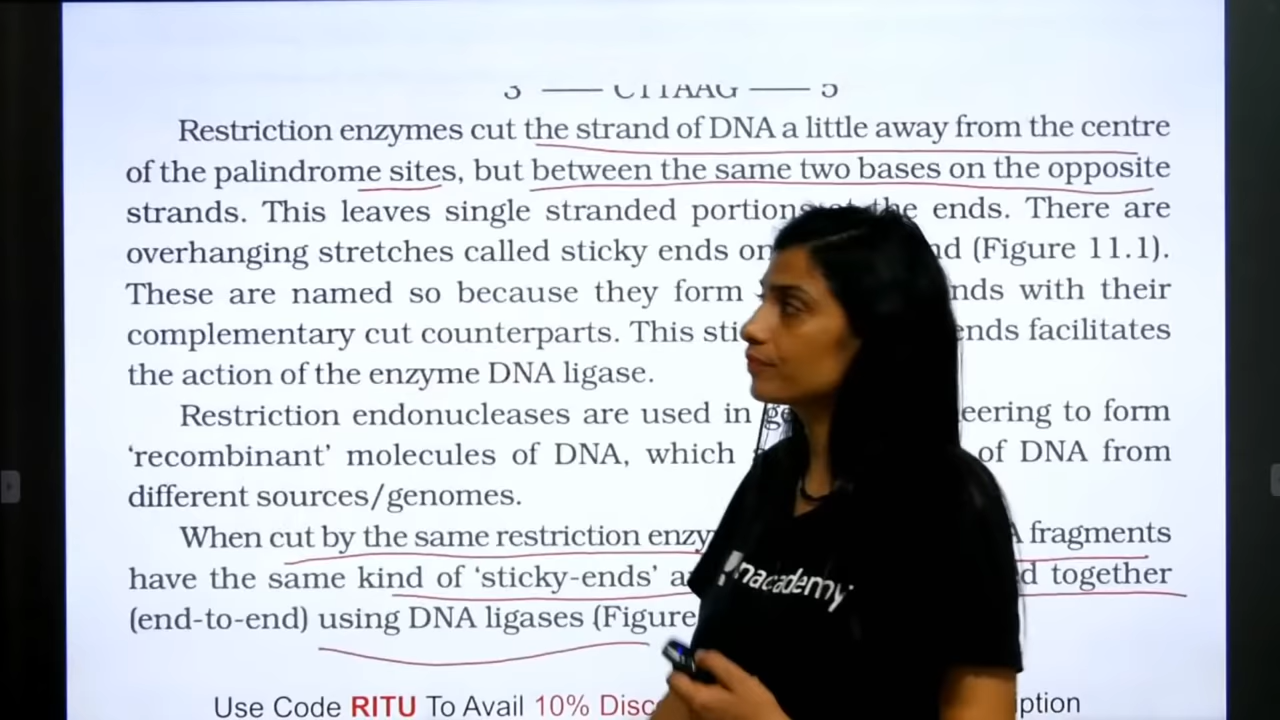 3 —— CTTAAG —— 5
Restriction enzymes cut the strand of DNA a little away from the centre
of the palindrome sites, but between the same two bases on the opposite
strands. This leaves single stranded portions at the ends. There are
overhanging stretches called sticky ends on nd (Figure 11.1).
These are named so because they form nds with their
complementary cut counterparts. This sti ends facilitates
the action of the enzyme DNA ligase.
Restriction endonucleases are used in ge eering to form
‘recombinant’ molecules of DNA, which of DNA from
different sources/genomes.
When cut by the same restriction enzy A fragments
have the same kind of ‘sticky-ends’ a d together
(end-to-end) using DNA ligases (Figure
unacademy
Use Code RITU To Avail 10% Disc ption